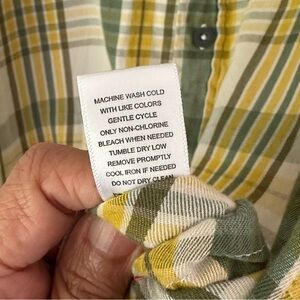 MACHINE WASH COLD
WITH LIKE COLORS
GENTLE CYCLE
ONLY NON-CHLORINE
BLEACH WHEN NEEDED
TUMBLE DRY LOW
REMOVE PROMPTLY
COOL IRON IF NEEDED
DO NOT DRY CLEAN